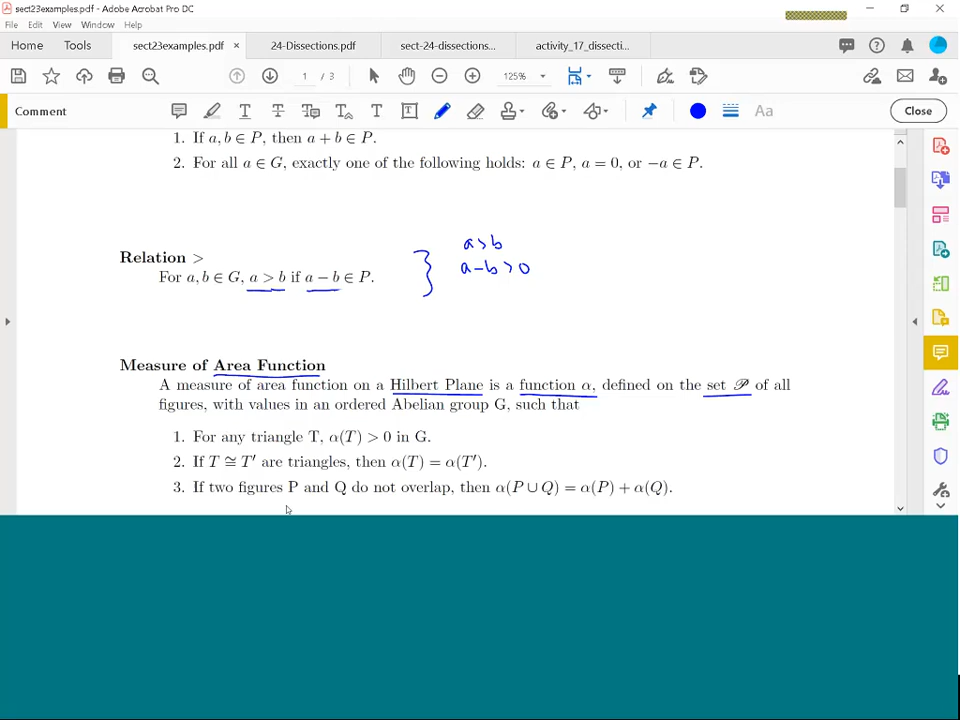 sect23examples.pdf - Adobe Acrobat Pro DC
File Edit View Window Help
Home Tools sect23examples.pdf × 24-Dissections.pdf sect-24-dissections... activity_17_dissecti...
1 / 3 125%
Comment Close
1. If a, b ∈ P, then a + b ∈ P.
2. For all a ∈ G, exactly one of the following holds: a ∈ P, a = 0, or −a ∈ P.
a > b
Relation >
a − b > 0
For a, b ∈ G, a > b if a − b ∈ P.
Measure of Area Function
A measure of area function on a Hilbert Plane is a function α, defined on the set 𝒫 of all
figures, with values in an ordered Abelian group G, such that
1. For any triangle T, α(T) > 0 in G.
2. If T ≅ T′ are triangles, then α(T) = α(T′).
3. If two figures P and Q do not overlap, then α(P ∪ Q) = α(P) + α(Q).